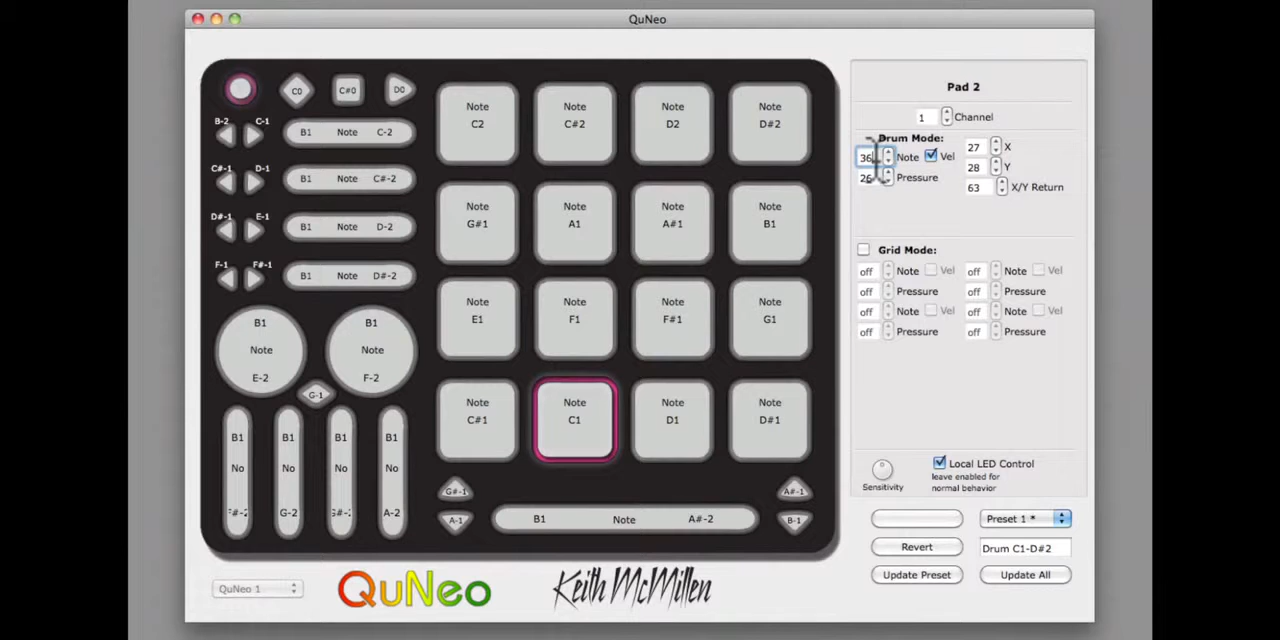 QuNeo
Pad 2
1 Channel
Drum Mode:
36 Note Vel 27 X
26 Pressure 28 Y
63 X/Y Return
Grid Mode:
off Note Vel off Note Vel
off Pressure off Pressure
off Note Vel off Note Vel
off Pressure off Pressure
Sensitivity
Local LED Control
leave enabled for
normal behavior
Preset 1 *
Revert Drum C1-D#2
Update Preset Update All
C0 C#0 D0
B-2 C-1
B1 Note C-2
C#-1 D-1
B1 Note C#-2
D#-1 E-1
B1 Note D-2
F-1 F#-1
B1 Note D#-2
B1 B1
Note Note
E-2 F-2
G-1
B1 B1 B1 B1
No No No No
F#-2 G-2 G#-2 A-2
Note Note Note Note
C2 C#2 D2 D#2
Note Note Note Note
G#1 A1 A#1 B1
Note Note Note Note
E1 F1 F#1 G1
Note Note Note Note
C#1 C1 D1 D#1
G#-1 A#-1
A-1 B1 Note A#-2 B-1
QuNeo 1 QuNeo Keith McMillen